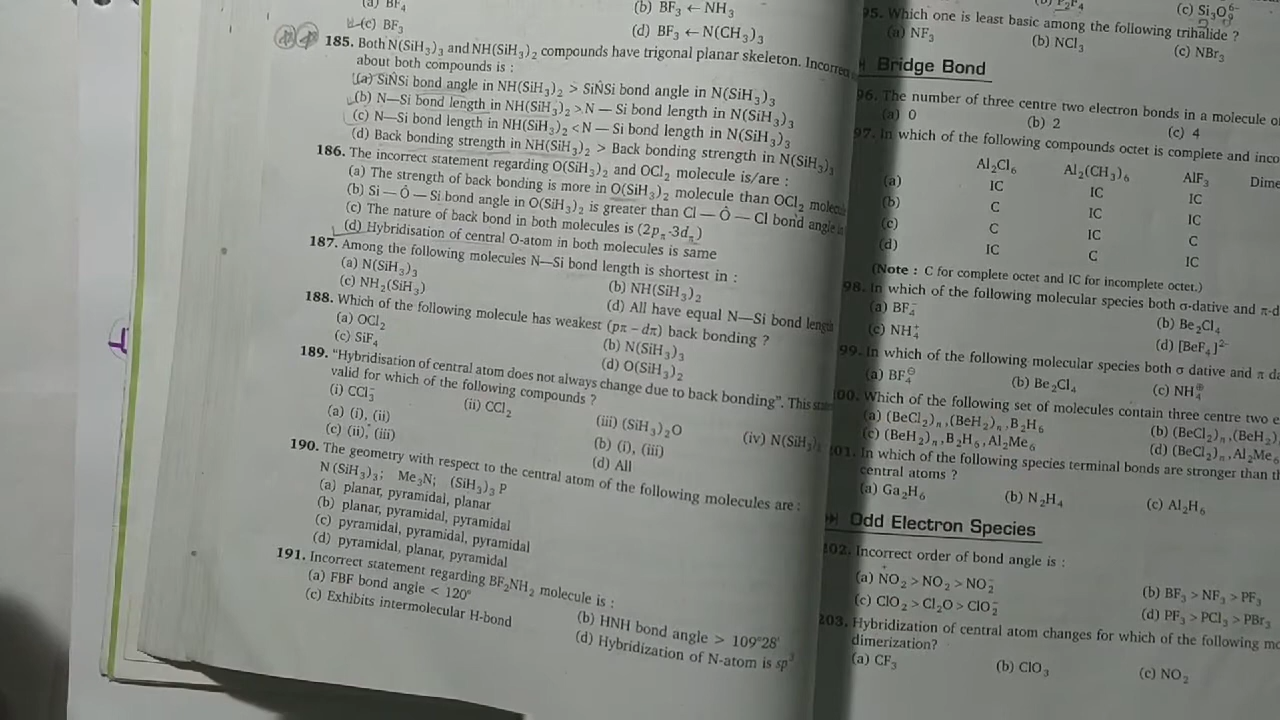 (a) BF₄⁻
(b) BF₃ ← NH₃
(c) BF₃
(d) BF₃ ← N(CH₃)₃
185. Both N(SiH₃)₃ and NH(SiH₃)₂ compounds have trigonal planar skeleton. Incorrec
about both compounds is :
(a) SiN̂Si bond angle in NH(SiH₃)₂ > SiN̂Si bond angle in N(SiH₃)₃
(b) N—Si bond length in NH(SiH₃)₂ > N — Si bond length in N(SiH₃)₃
(c) N—Si bond length in NH(SiH₃)₂ < N — Si bond length in N(SiH₃)₃
(d) Back bonding strength in NH(SiH₃)₂ > Back bonding strength in N(SiH₃)₃
186. The incorrect statement regarding O(SiH₃)₂ and OCl₂ molecule is/are :
(a) The strength of back bonding is more in O(SiH₃)₂ molecule than OCl₂ molecu
(b) Si — Ô — Si bond angle in O(SiH₃)₂ is greater than Cl — Ô — Cl bond angle in
(c) The nature of back bond in both molecules is (2pπ-3dπ)
(d) Hybridisation of central O-atom in both molecules is same
187. Among the following molecules N—Si bond length is shortest in :
(a) N(SiH₃)₃
(b) NH(SiH₃)₂
(c) NH₂(SiH₃)
(d) All have equal N—Si bond length
188. Which of the following molecule has weakest (pπ – dπ) back bonding ?
(a) OCl₂
(b) N(SiH₃)₃
(c) SiF₄
(d) O(SiH₃)₂
189. "Hybridisation of central atom does not always change due to back bonding". This
valid for which of the following compounds ?
(i) CCl₃⁻
(ii) CCl₂
(iii) (SiH₃)₂O
(iv) N(SiH₃)₃
(a) (i), (ii)
(b) (i), (iii)
(c) (ii), (iii)
(d) All
190. The geometry with respect to the central atom of the following molecules are :
N (SiH₃)₃; Me₃N; (SiH₃)₃ P
(a) planar, pyramidal, planar
(b) planar, pyramidal, pyramidal
(c) pyramidal, pyramidal, pyramidal
(d) pyramidal, planar, pyramidal
191. Incorrect statement regarding BF₂NH₂ molecule is :
(a) FBF bond angle < 120°
(b) HNH bond angle > 109°28'
(c) Exhibits intermolecular H-bond
(d) Hybridization of N-atom is sp³
(c) Si₃O₉⁶⁻
95. Which one is least basic among the following trihalide ?
(a) NF₃
(b) NCl₃
(c) NBr₃
Bridge Bond
96. The number of three centre two electron bonds in a molecule o
(a) 0
(b) 2
(c) 4
97. In which of the following compounds octet is complete and inco
Al₂Cl₆ Al₂(CH₃)₆ AlF₃ Dime
(a) IC IC IC
(b) C IC IC
(c) C IC C
(d) IC C IC
(Note : C for complete octet and IC for incomplete octet.)
98. In which of the following molecular species both σ-dative and π-d
(a) BF₄⁻
(b) Be₂Cl₄
(c) NH₄⁺
(d) [BeF₄]²⁻
99. In which of the following molecular species both σ dative and π da
(a) BF₄⊖
(b) Be₂Cl₄
(c) NH₄⊕
00. Which of the following set of molecules contain three centre two e
(a) (BeCl₂)ₙ, (BeH₂)ₙ, B₂H₆
(b) (BeCl₂)ₙ, (BeH₂)
(c) (BeH₂)ₙ, B₂H₆, Al₂Me₆
(d) (BeCl₂)ₙ, Al₂Me₆
01. In which of the following species terminal bonds are stronger than t
central atoms ?
(a) Ga₂H₆
(b) N₂H₄
(c) Al₂H₆
Odd Electron Species
202. Incorrect order of bond angle is :
(a) N⁺O₂ > NO₂ > NO₂⁻
(b) BF₃ > NF₃ > PF₃
(c) ClO₂ > Cl₂O > ClO₂⁻
(d) PF₃ > PCl₃ > PBr₃
203. Hybridization of central atom changes for which of the following mo
dimerization?
(a) CF₃
(b) ClO₃
(c) NO₂